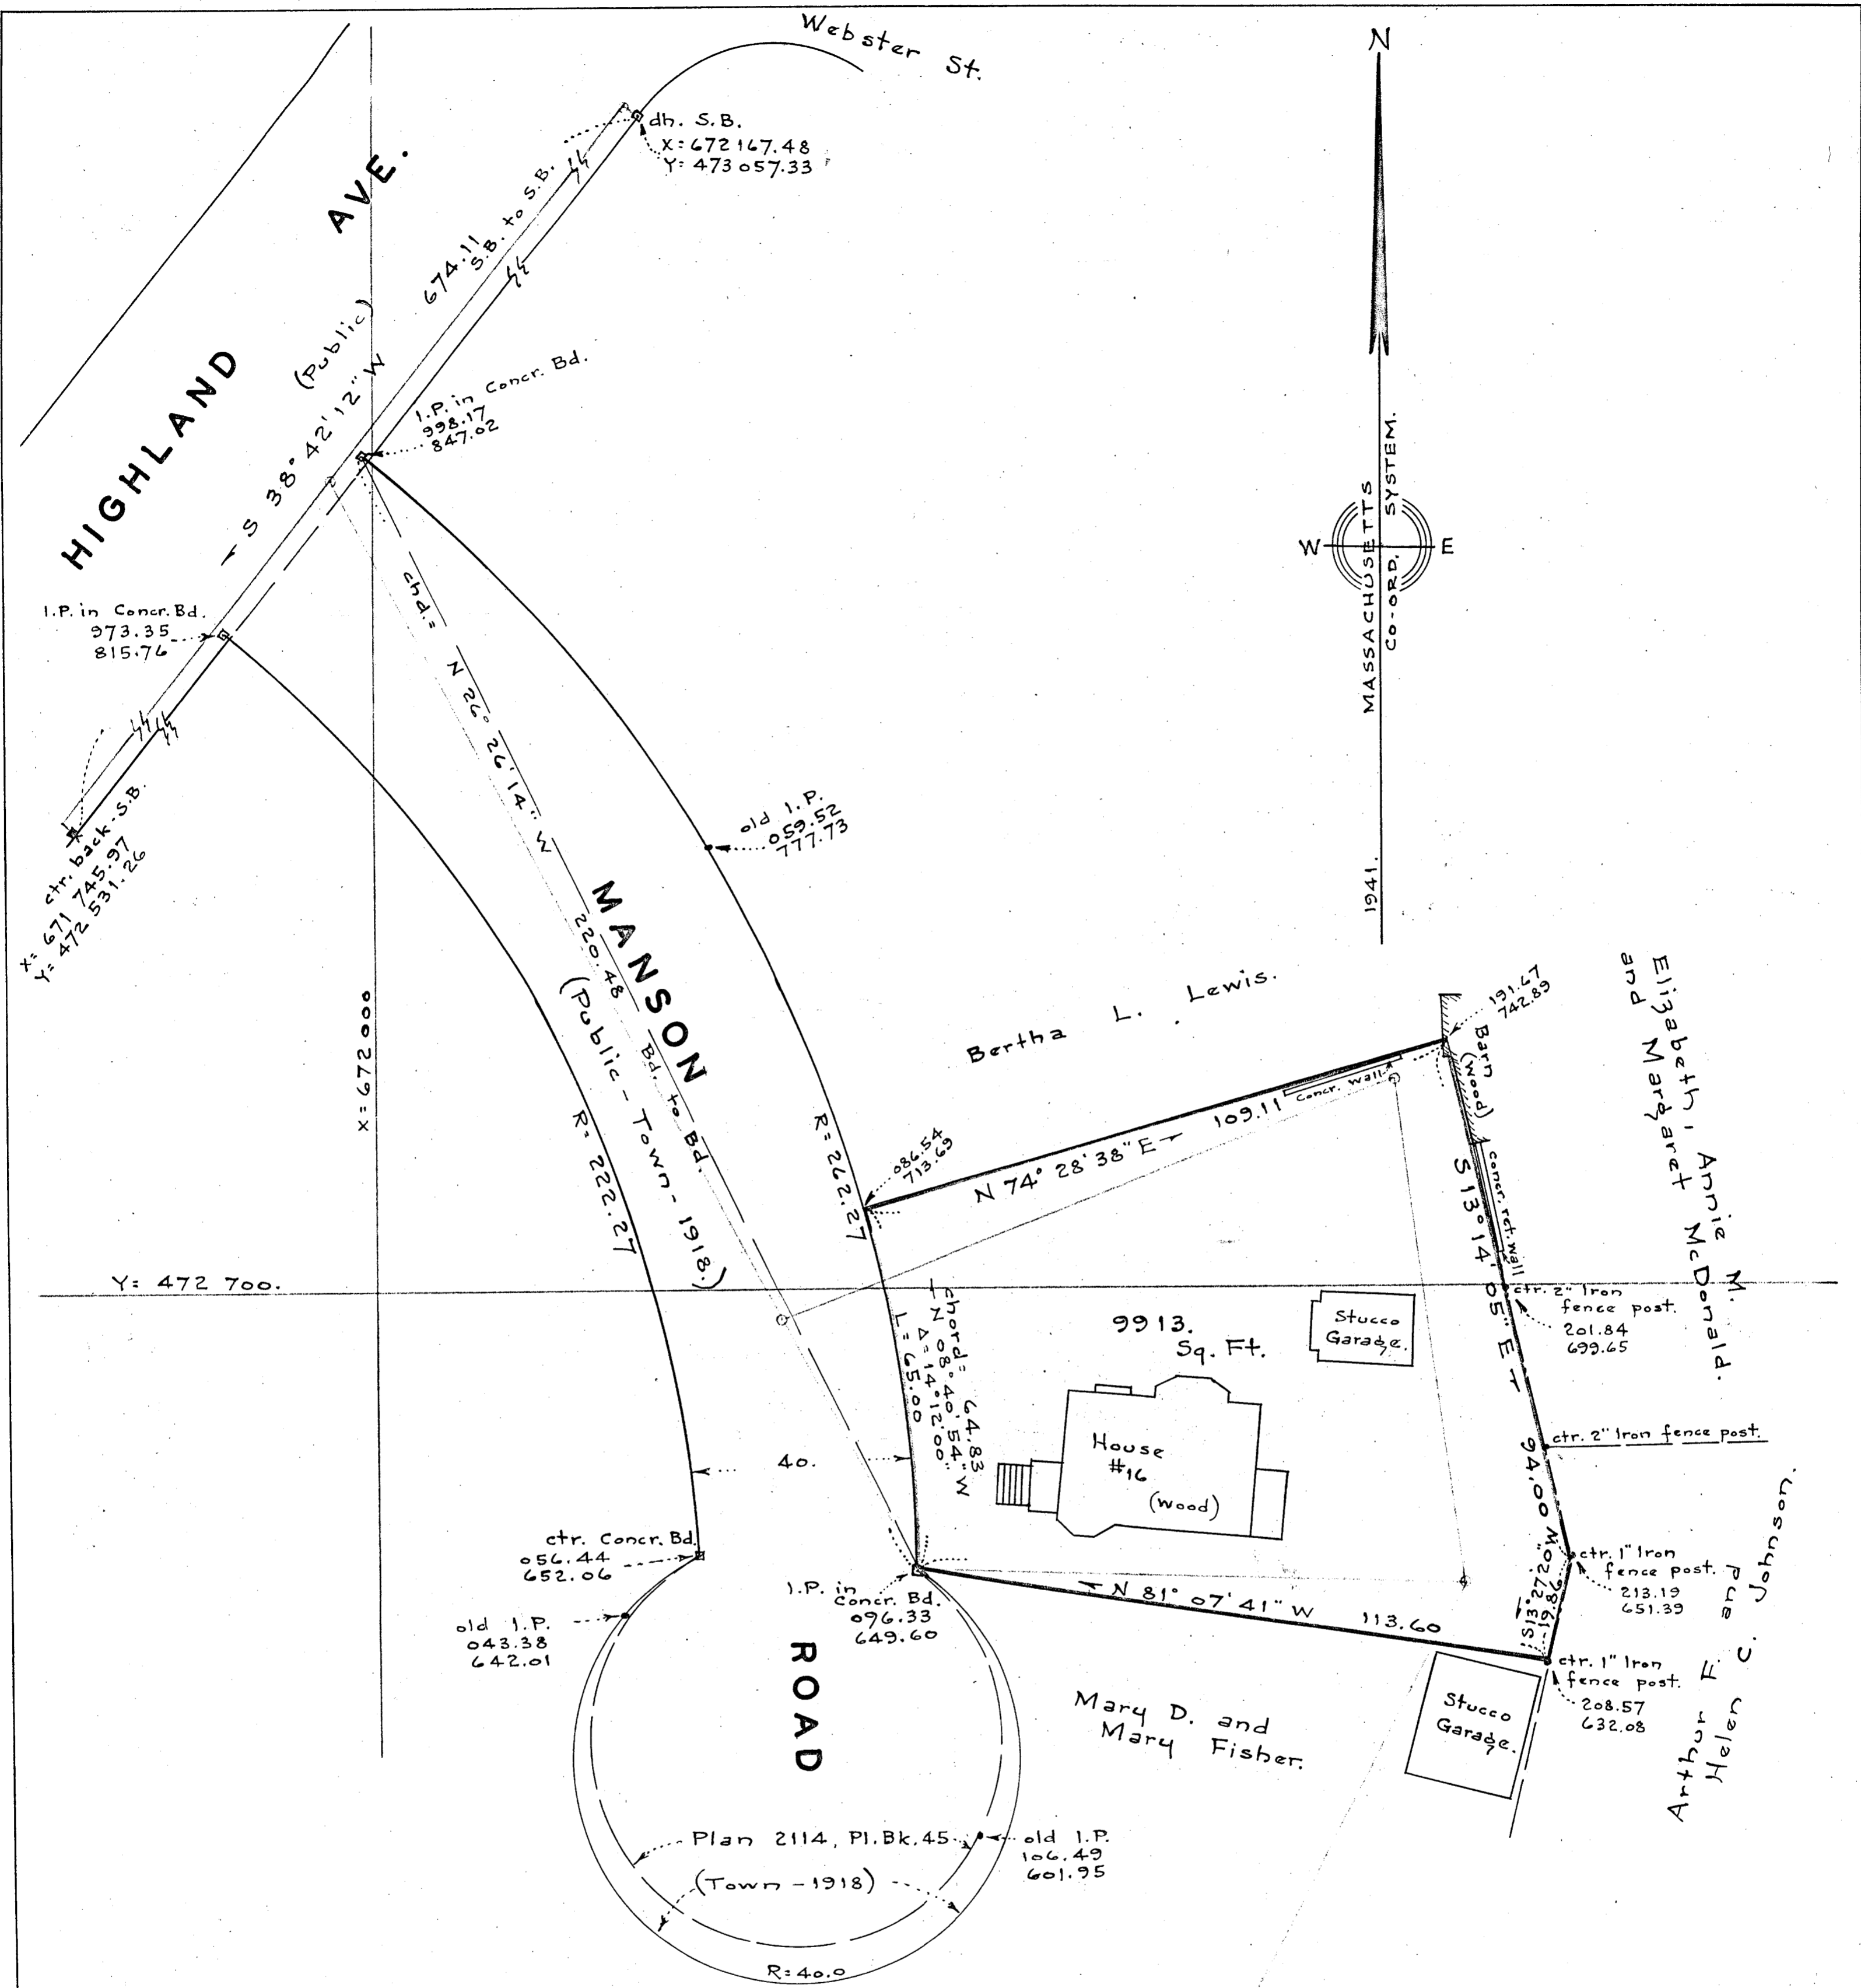 Webster St.
N
dh. S.B.
X= 672 167.48
Y= 473 057.33
HIGHLAND AVE.
(Public)
674.11
S.B. to S.B.
S 38° 42' 12" W
I.P. in Concr. Bd.
998.17
847.02
I.P. in Concr. Bd.
973.35
815.76
ctr. back S.B.
X= 671 745.97
Y= 472 531.26
W E
MASSACHUSETTS
CO-ORD. SYSTEM.
1941.
chd.= N 26° 26' 14" W
220.48 Bd. to Bd.
old I.P.
059.52
777.73
MANSON
(Public - Town - 1918.)
X= 672 000
R= 222.27
R= 262.27
Bertha L. Lewis.
191.67
742.89
Barn
(Wood)
Elizabeth, Annie M.
and Margaret McDonald.
086.54
713.69
N 74° 28' 38" E
109.11
Concr. wall
Concr. ret. wall
S 13° 14' 05" E
94.00
Y= 472 700.
chord= 64.83
N 08° 40' 54" W
Δ= 14° 12' 00"
L= 65.00
9913.
Sq. Ft.
Stucco
Garage.
ctr. 2" Iron
fence post.
201.84
699.65
ctr. 2" Iron fence post.
House
#16
(Wood)
40.
ctr. Concr. Bd.
056.44
652.06
I.P. in
Concr. Bd.
096.33
649.60
N 81° 07' 41" W 113.60
S 13° 27' 20" W
19.86
ctr. 1" Iron
fence post.
213.19
651.39
old I.P.
043.38
642.01
ctr. 1" Iron
fence post.
208.57
632.08
ROAD
Mary D. and
Mary Fisher.
Stucco
Garage.
Arthur F. and
Helen C. Johnson.
Plan 2114, Pl. Bk. 45
old I.P.
106.49
601.95
(Town - 1918)
R= 40.0